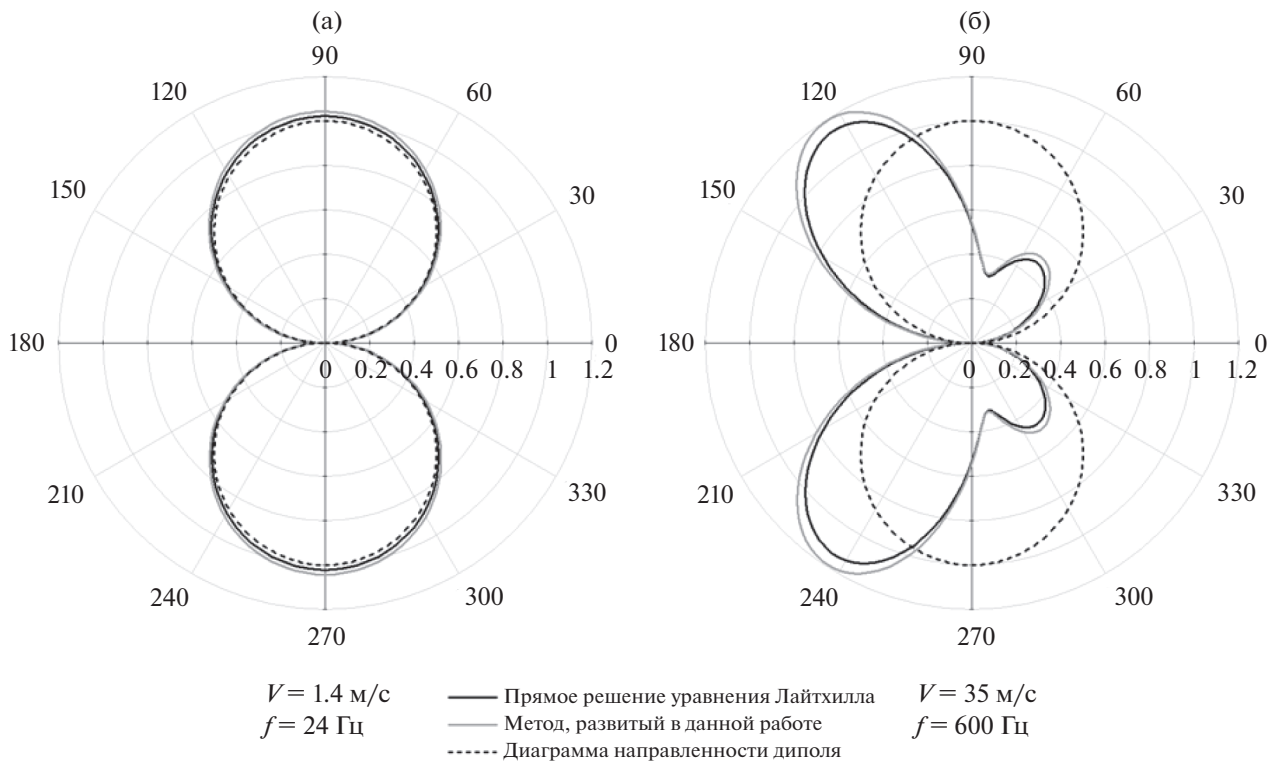 (а)
90
120
60
150
30
180
0
0 0.2 0.4 0.6 0.8 1 1.2
210
330
240
300
270
(б)
90
120
60
150
30
180
0
0 0.2 0.4 0.6 0.8 1 1.2
210
330
240
300
270
V = 1.4 м/с
f = 24 Гц
Прямое решение уравнения Лайтхилла
Метод, развитый в данной работе
Диаграмма направленности диполя
V = 35 м/с
f = 600 Гц